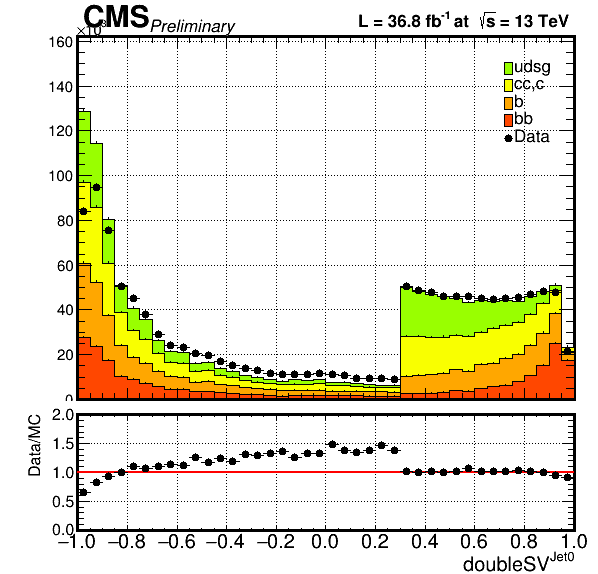 CMS Preliminary L = 36.8 fb⁻¹ at √s = 13 TeV
×10³
160
140
120
100
80
60
40
20
0
udsg
cc,c
b
bb
Data
Data/MC
2.0
1.5
1.0
0.5
0.0
−1.0 −0.8 −0.6 −0.4 −0.2 0.0 0.2 0.4 0.6 0.8 1.0
doubleSV^Jet0